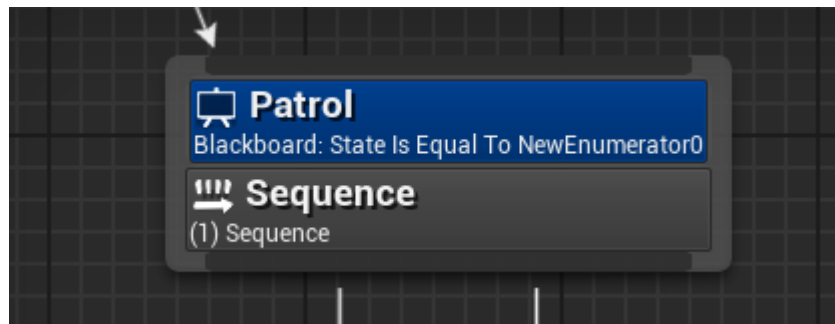 Patrol
Blackboard: State Is Equal To NewEnumerator0
Sequence
(1) Sequence